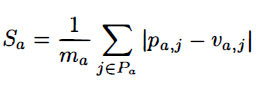 S_a = \frac{1}{m_a} \sum_{j \in P_a} |p_{a,j} - v_{a,j}|